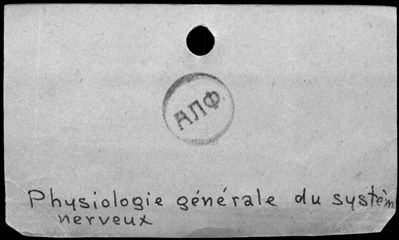 АЛФ
Physiologie générale du systèm
nerveux